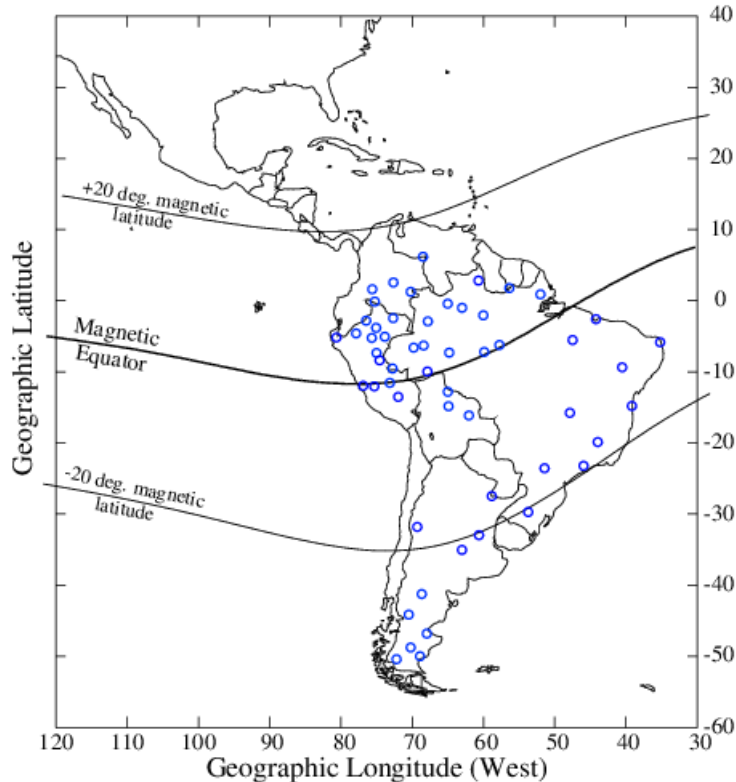 40
30
20
10
0
-10
-20
-30
-40
-50
-60
+20 deg. magnetic
latitude
Magnetic
Equator
-20 deg. magnetic
latitude
Geographic Latitude
120 110 100 90 80 70 60 50 40 30
Geographic Longitude (West)